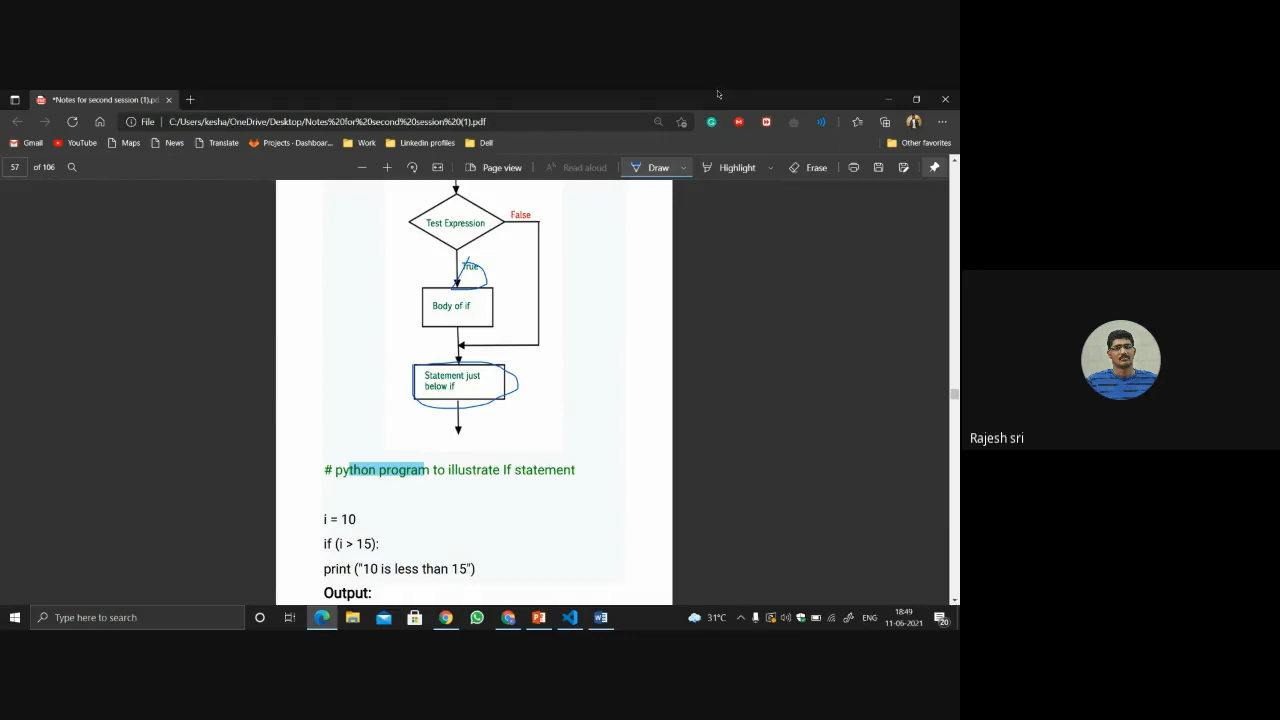 *Notes for second session (1).pd
File
C:/Users/kesha/OneDrive/Desktop/Notes%20for%20second%20session%20(1).pdf
Gmail YouTube Maps News Translate Projects · Dashboar... Work Linkedin profiles Dell Other favorites
57 of 106 Page view Read aloud Draw Highlight Erase
Test Expression
False
True
Body of if
Statement just
below if
# python program to illustrate If statement
i = 10
if (i > 15):
print ("10 is less than 15")
Output:
Rajesh sri
Type here to search
31°C
ENG
18:49
11-06-2021
20